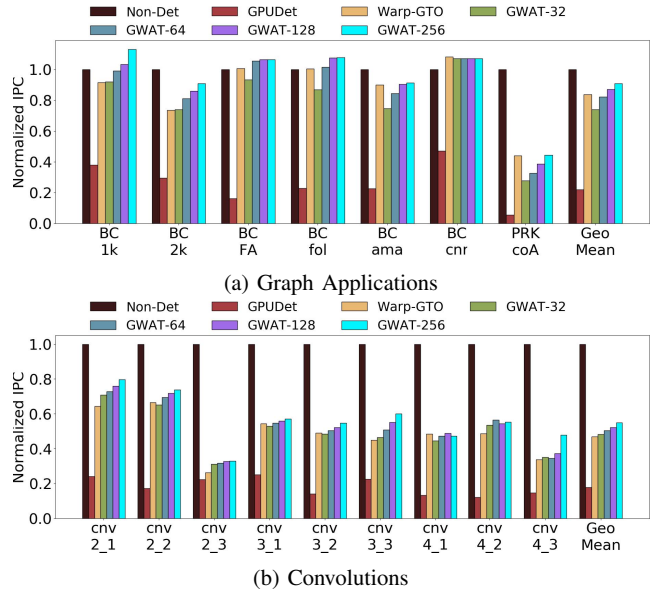 Non-Det GPUDet Warp-GTO GWAT-32
GWAT-64 GWAT-128 GWAT-256
Normalized IPC
1.0
0.8
0.6
0.4
0.2
0.0
BC BC BC BC BC BC PRK Geo
1k 2k FA fol ama cnr coA Mean
(a) Graph Applications
Non-Det GPUDet Warp-GTO GWAT-32
GWAT-64 GWAT-128 GWAT-256
Normalized IPC
1.0
0.8
0.6
0.4
0.2
0.0
cnv cnv cnv cnv cnv cnv cnv cnv cnv Geo
2_1 2_2 2_3 3_1 3_2 3_3 4_1 4_2 4_3 Mean
(b) Convolutions